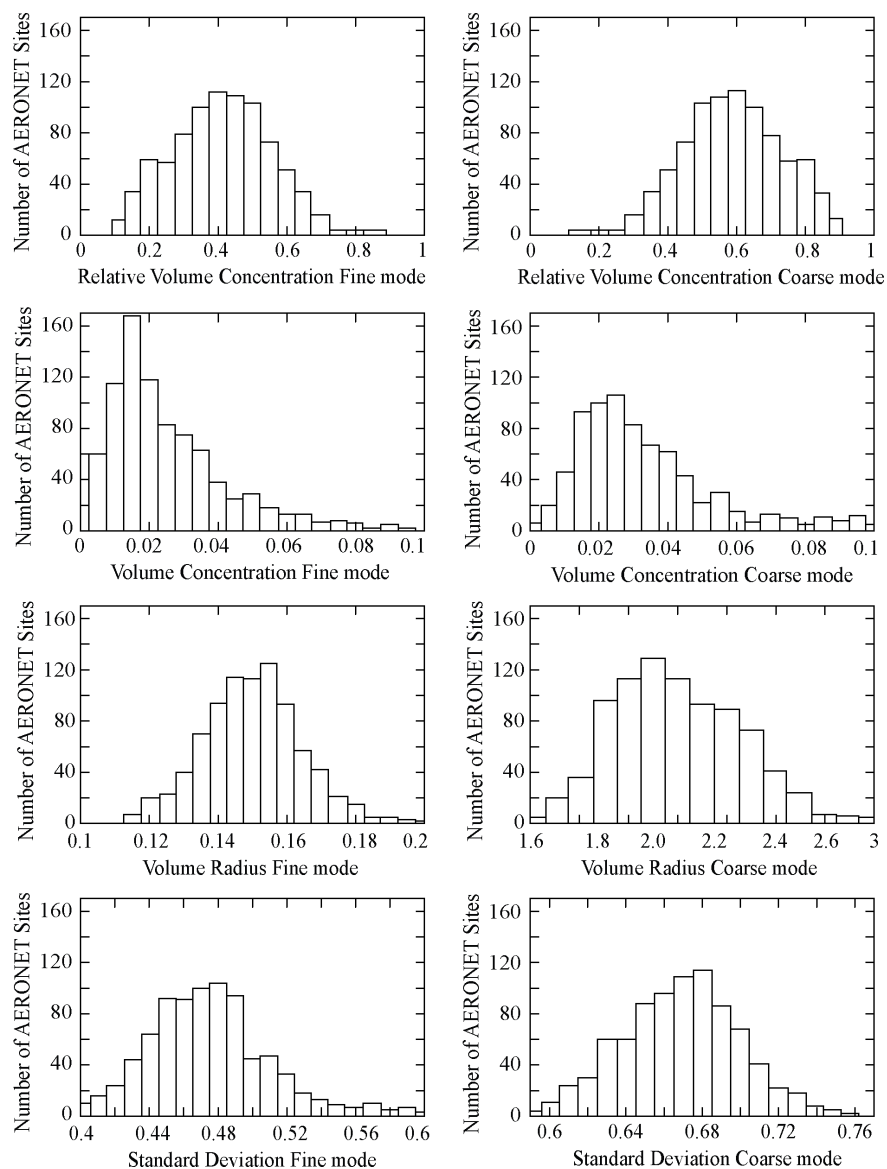 Number of AERONET Sites
160
120
80
40
0
0 0.2 0.4 0.6 0.8 1
Relative Volume Concentration Fine mode
Number of AERONET Sites
160
120
80
40
0
0 0.2 0.4 0.6 0.8 1
Relative Volume Concentration Coarse mode
Number of AERONET Sites
160
120
80
40
0
0 0.02 0.04 0.06 0.08 0.1
Volume Concentration Fine mode
Number of AERONET Sites
160
120
80
40
0
0 0.02 0.04 0.06 0.08 0.1
Volume Concentration Coarse mode
Number of AERONET Sites
160
120
80
40
0
0.1 0.12 0.14 0.16 0.18 0.2
Volume Radius Fine mode
Number of AERONET Sites
160
120
80
40
0
1.6 1.8 2.0 2.2 2.4 2.6 3
Volume Radius Coarse mode
Number of AERONET Sites
160
120
80
40
0
0.4 0.44 0.48 0.52 0.56 0.6
Standard Deviation Fine mode
Number of AERONET Sites
160
120
80
40
0
0.6 0.64 0.68 0.72 0.76
Standard Deviation Coarse mode